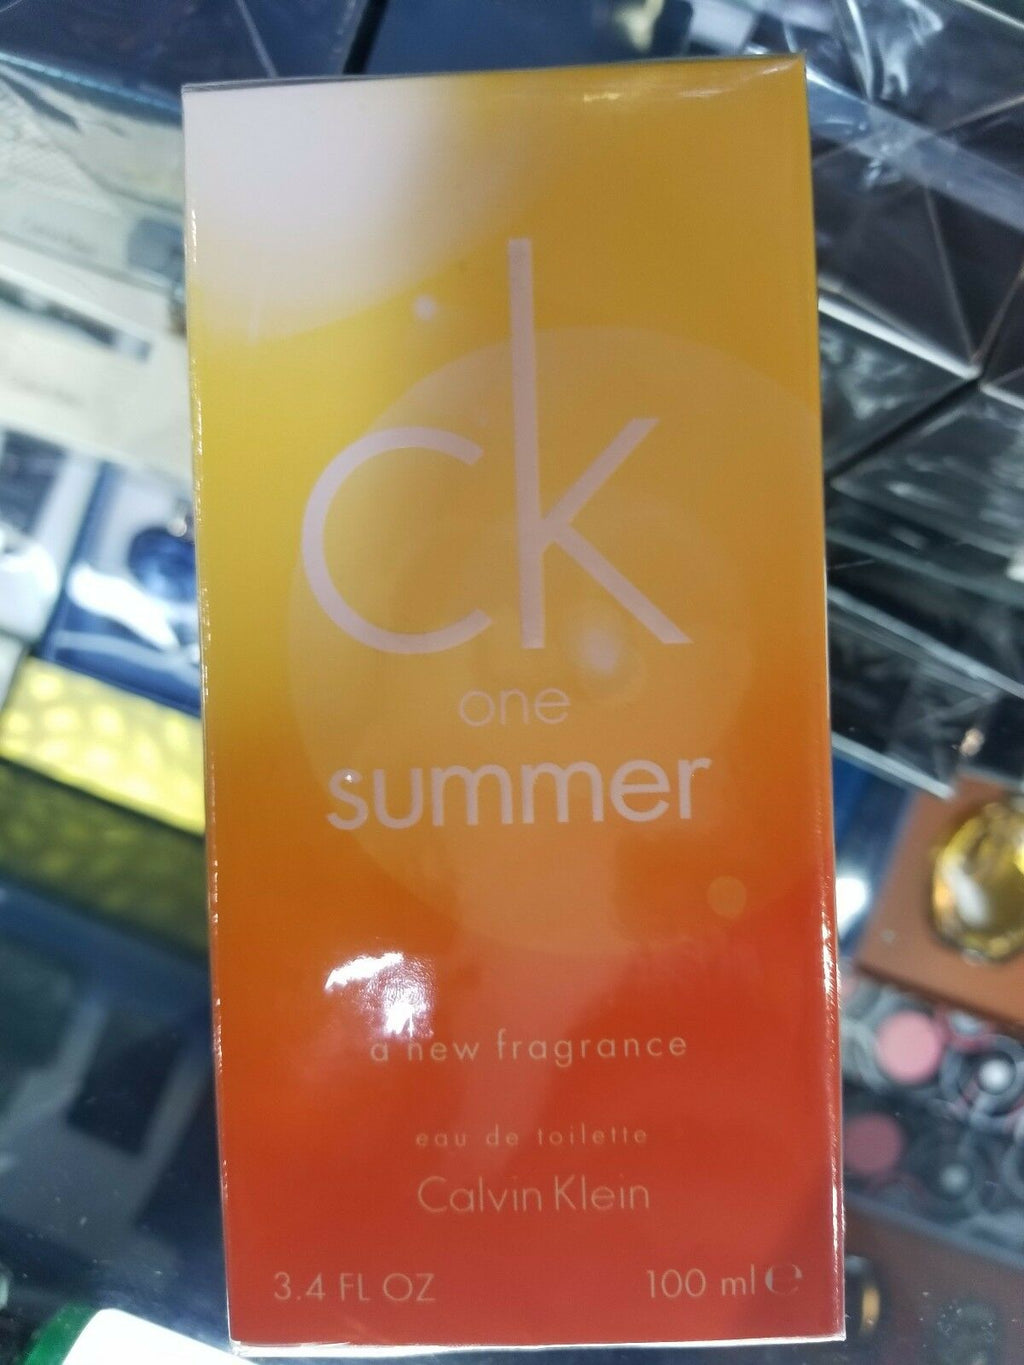 ck
one
summer
a new fragrance
eau de toilette
Calvin Klein
3.4 FL OZ 100 ml ℮